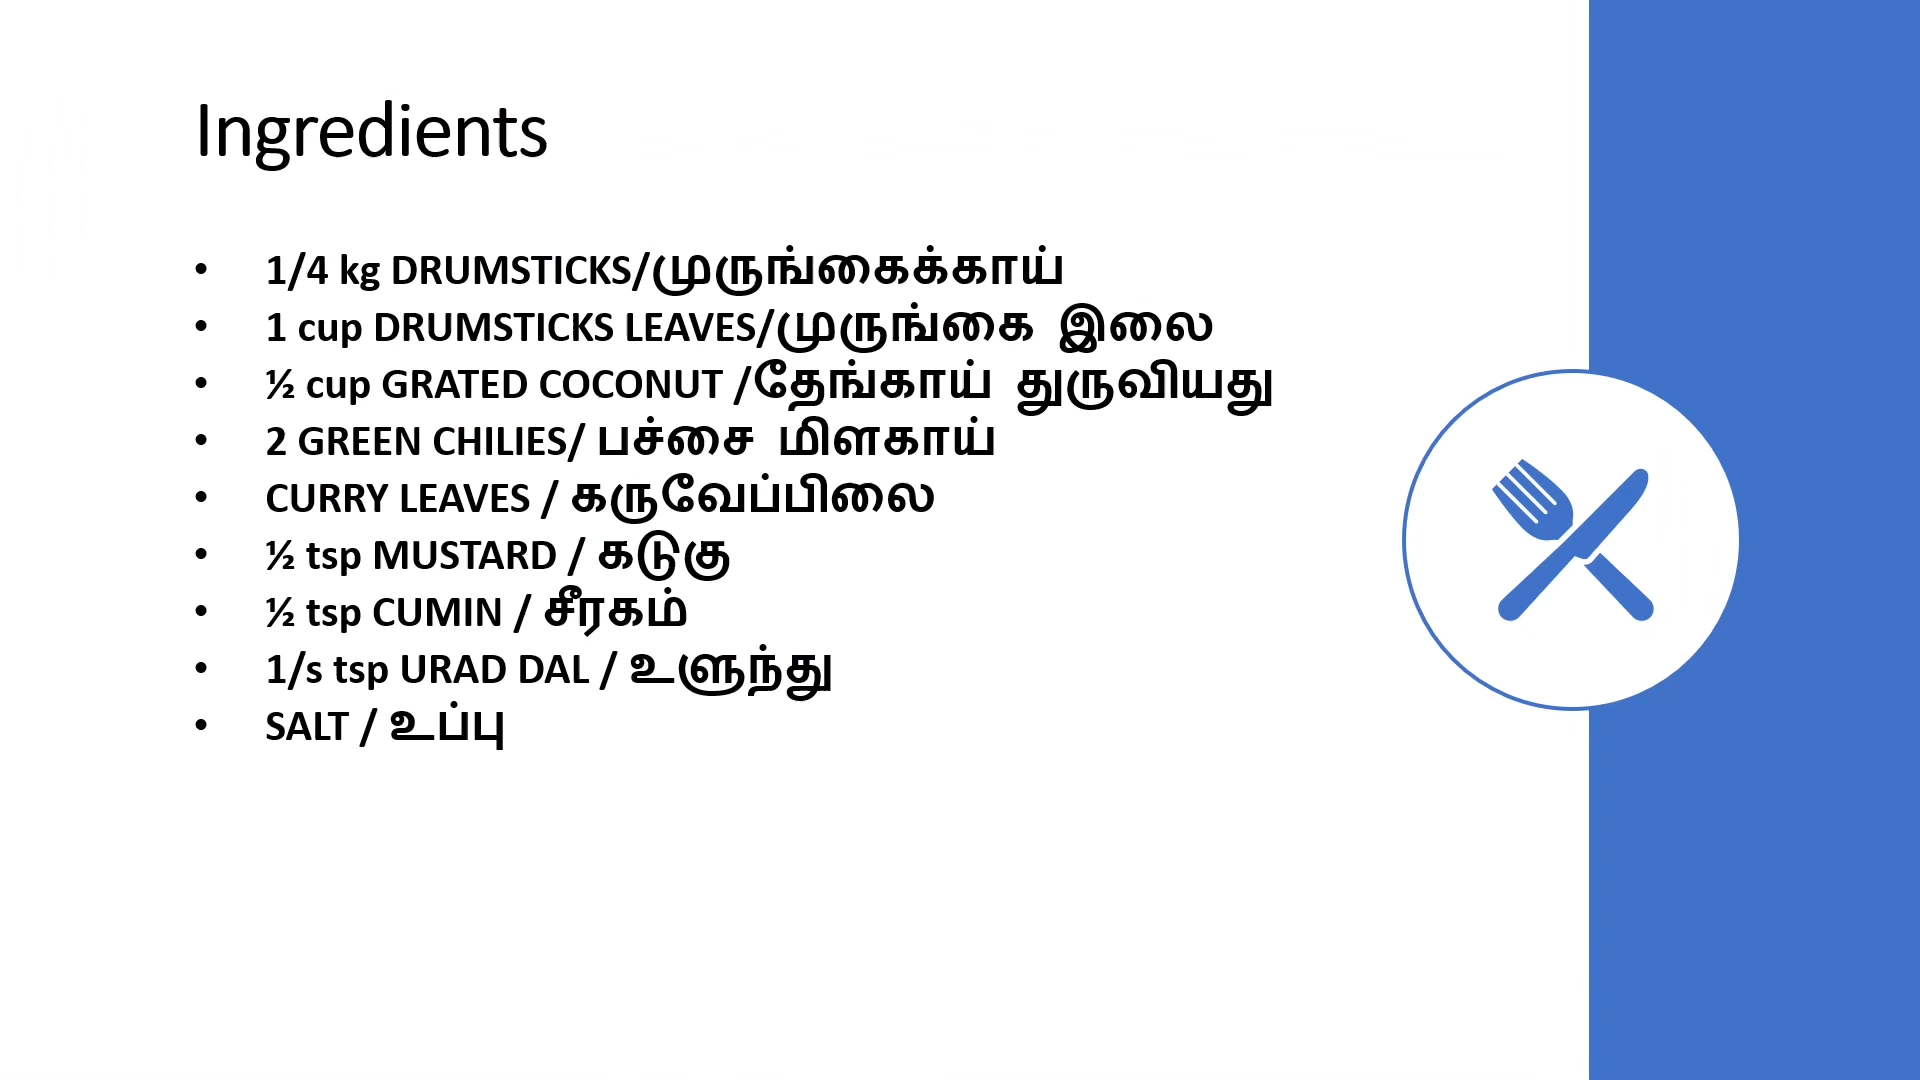 Ingredients
• 1/4 kg DRUMSTICKS/முருங்கைக்காய்
• 1 cup DRUMSTICKS LEAVES/முருங்கை இலை
• ½ cup GRATED COCONUT /தேங்காய் துருவியது
• 2 GREEN CHILIES/ பச்சை மிளகாய்
• CURRY LEAVES / கருவேப்பிலை
• ½ tsp MUSTARD / கடுகு
• ½ tsp CUMIN / சீரகம்
• 1/s tsp URAD DAL / உளுந்து
• SALT / உப்பு